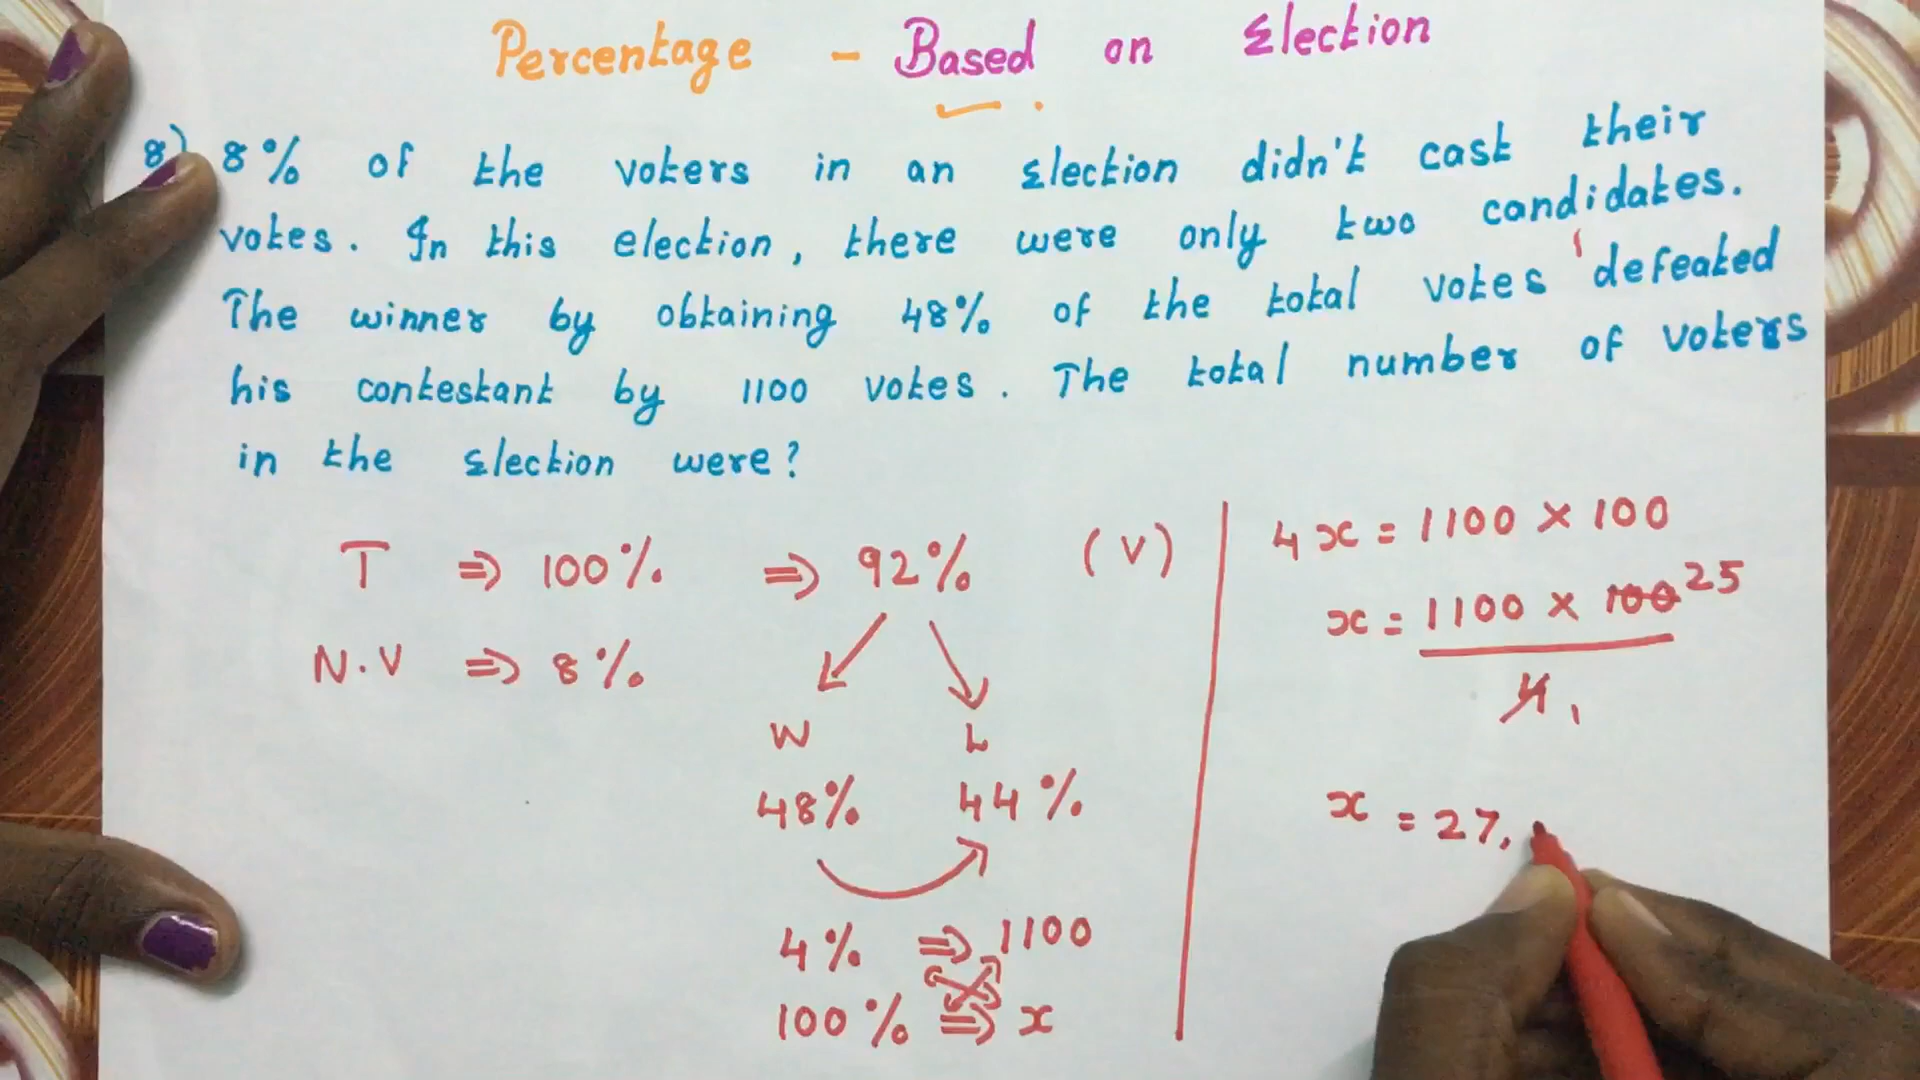 Percentage - Based on Election
8) 8% of the voters in an Election didn't cast their
votes. In this election, there were only two candidates.
The winner by obtaining 48% of the total votes defeated
his contestant by 1100 votes. The total number of voters
in the Election were?
T ⇒ 100% ⇒ 92% (V)
N.V ⇒ 8%
W L
48% 44%
4% ⇒ 1100
100% ⇒ x
4x = 1100 × 100
x = 1100 × 100 25
4 1
x = 27,